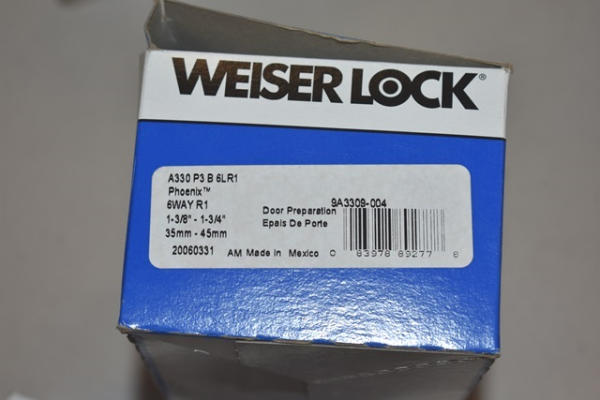 WEISER LOCK®
A330 P3 B 6LR1
Phoenix™
6WAY R1
1-3/8" - 1-3/4"
35mm - 45mm
20060331
AM Made in Mexico
Door Preparation
Epais De Porte
9A3309-004
0 83978 89277 8